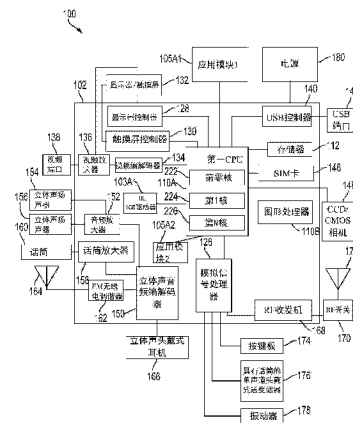 100
102
显示器/触摸屏
132
105A1
应用模块1
电源
180
显示控制器
128
触摸屏控制器
130
140
USB控制器
USB
端口
138
136
视频
端口
视频放
大器
视频编解码器
134
第一CPU
存储器
112
154
222
第零核
SIM卡
146
立体声扬
声器
152
103A
110A
156
立体声扬
声器
音频放
大器
224
第1核
CCD/
CMOS
相机
160
226
第N核
图形处理器
110B
话筒
话筒放大器
105A2
应用模
块2
126
158
164
FM无线
电调谐器
162
立体声音
频编解码
器
150
模拟信
号处理
器
RF收发机
168
RF开关
170
立体声头戴式
耳机
166
按键板
174
具有话筒的
单声道头戴
式送受话器
176
振动器
178